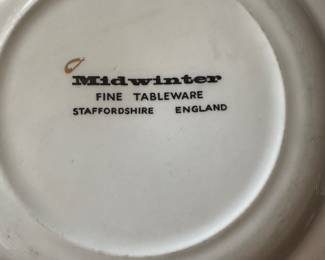 Midwinter
FINE TABLEWARE
STAFFORDSHIRE ENGLAND